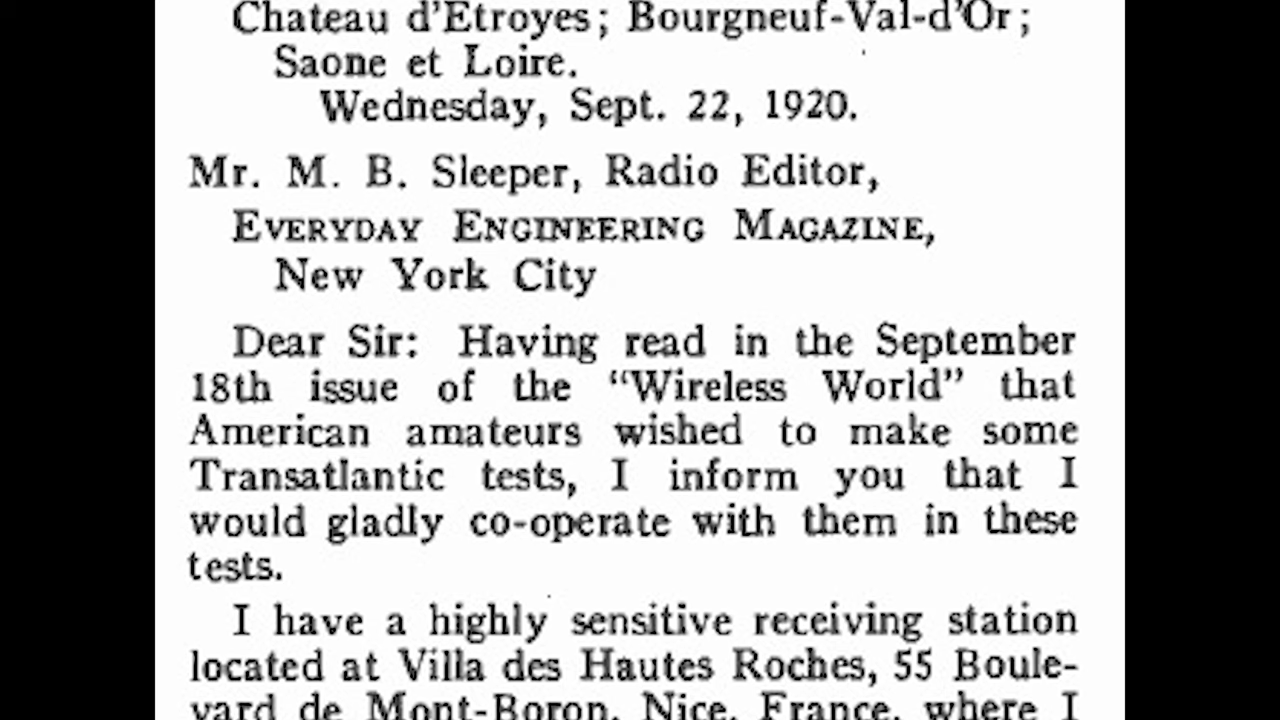 Chateau d'Etroyes; Bourgneuf-Val-d'Or;
Saone et Loire.
Wednesday, Sept. 22, 1920.
Mr. M. B. Sleeper, Radio Editor,
EVERYDAY ENGINEERING MAGAZINE,
New York City
Dear Sir: Having read in the September
18th issue of the "Wireless World" that
American amateurs wished to make some
Transatlantic tests, I inform you that I
would gladly co-operate with them in these
tests.
I have a highly sensitive receiving station
located at Villa des Hautes Roches, 55 Boule-
vard de Mont-Boron, Nice, France, where I